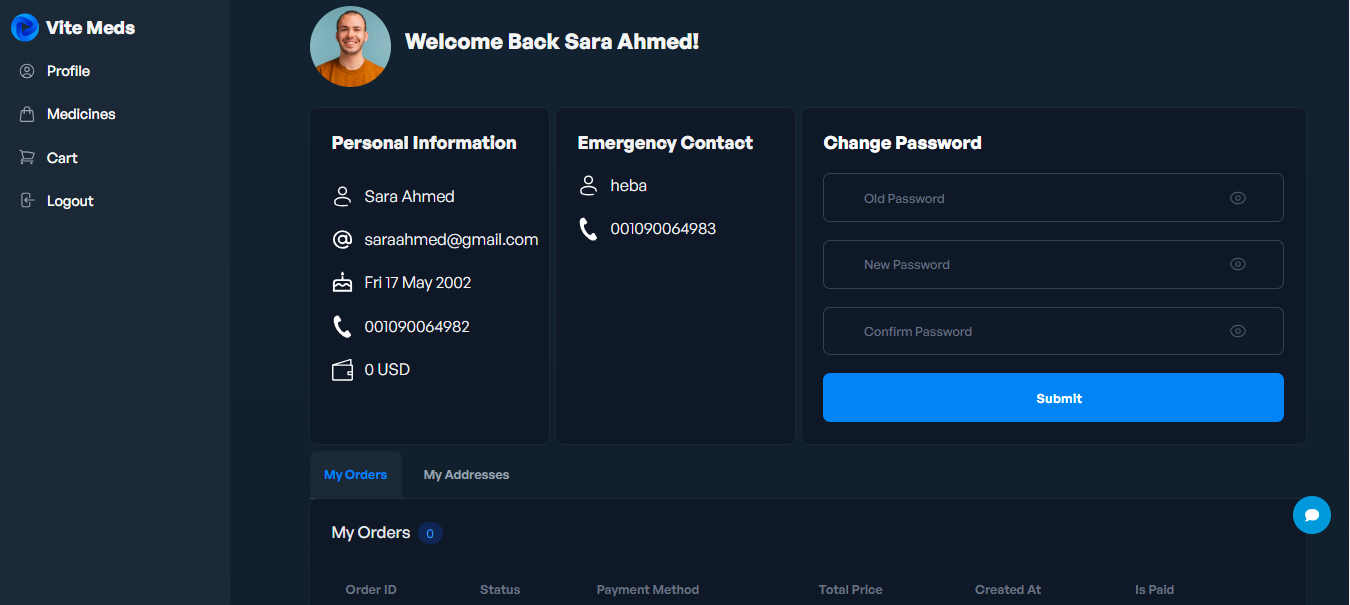 Vite Meds
Profile
Medicines
Cart
Logout
Welcome Back Sara Ahmed!
Personal Information
Sara Ahmed
saraahmed@gmail.com
Fri 17 May 2002
001090064982
0 USD
Emergency Contact
heba
001090064983
Change Password
Old Password
New Password
Confirm Password
Submit
My Orders
My Addresses
My Orders 0
Order ID Status Payment Method Total Price Created At Is Paid